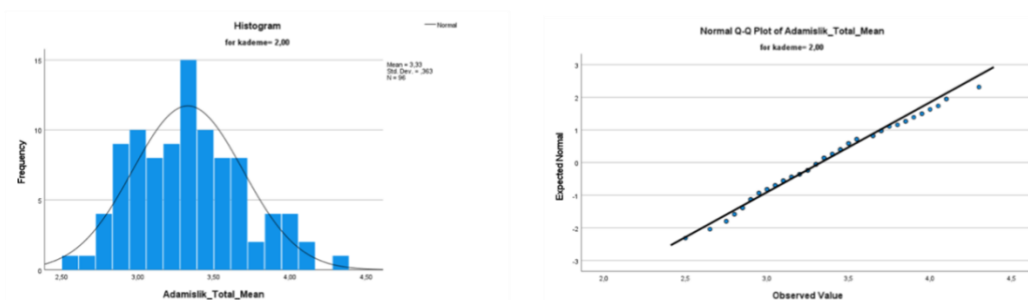 Histogram
Normal
for kademe= 2,00
Mean = 3,33
Std. Dev. = ,363
N = 96
15
10
5
0
Frequency
2,50 3,00 3,50 4,00 4,50
Adamislik_Total_Mean
Normal Q-Q Plot of Adamislik_Total_Mean
for kademe= 2,00
3
2
1
0
-1
-2
-3
Expected Normal
2,0 2,5 3,0 3,5 4,0 4,5
Observed Value